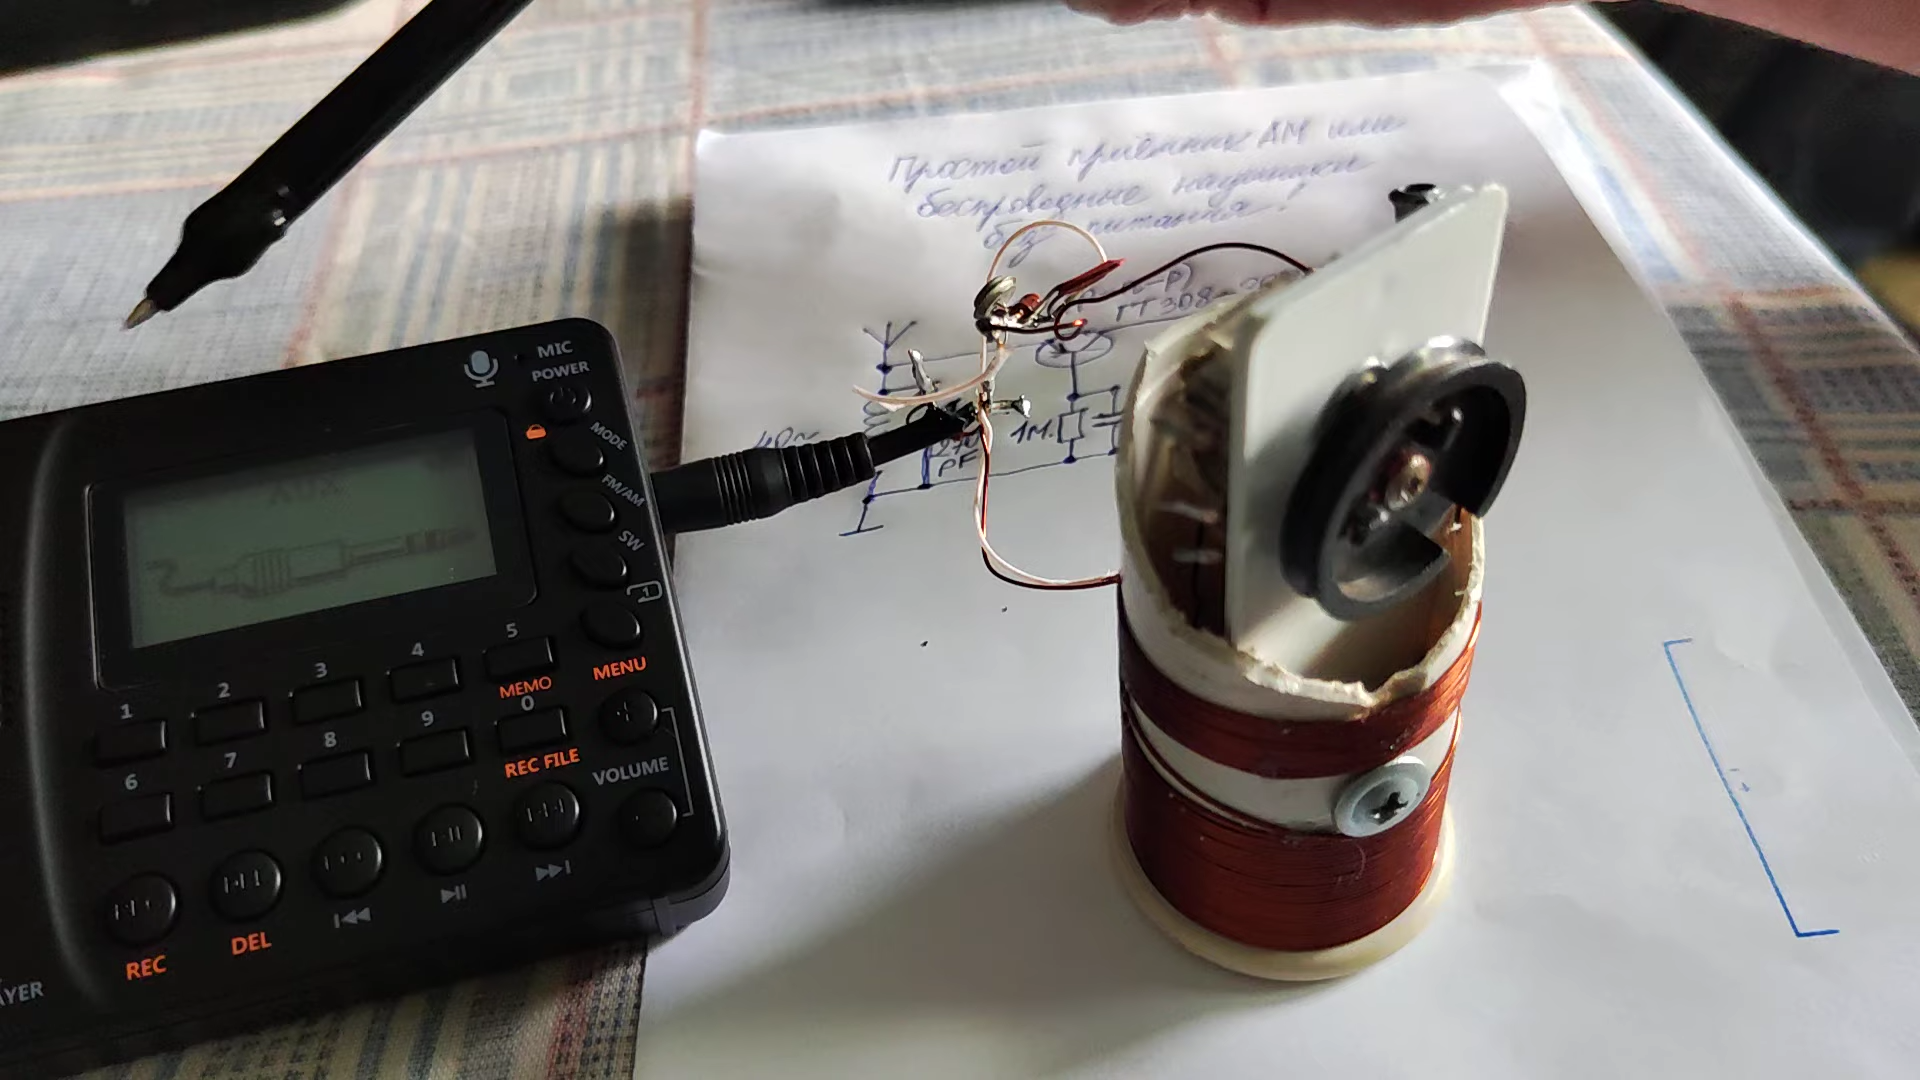 Простой приёмник АМ или
беспроводные наушники
без питания!
ГТ308
1М.
PF
AUX
MIC
POWER
MODE
FM/AM
SW
MENU
1
2
3
4
5
MEMO
6
7
8
9
0
REC FILE
VOLUME
REC
DEL